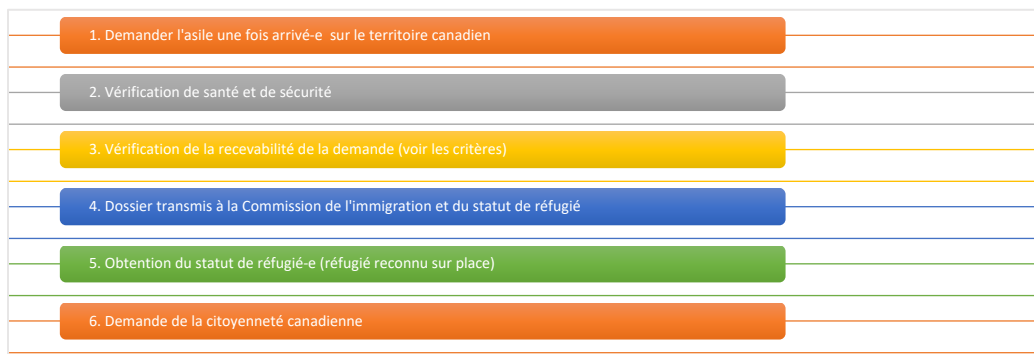 1. Demander l'asile une fois arrivé-e sur le territoire canadien
2. Vérification de santé et de sécurité
3. Vérification de la recevabilité de la demande (voir les critères)
4. Dossier transmis à la Commission de l'immigration et du statut de réfugié
5. Obtention du statut de réfugié-e (réfugié reconnu sur place)
6. Demande de la citoyenneté canadienne